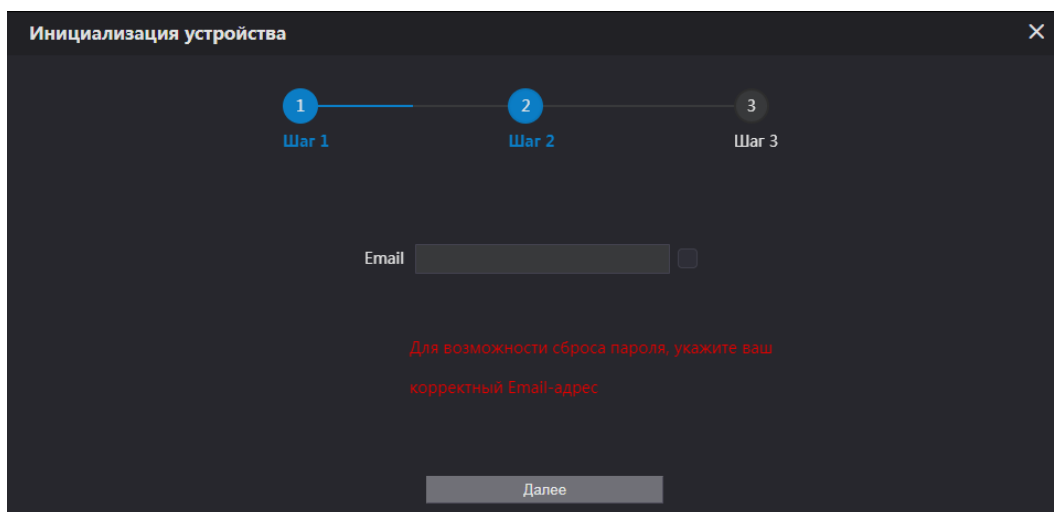 Инициализация устройства
1 2 3
Шаг 1 Шаг 2 Шаг 3
Email
Для возможности сброса пароля, укажите ваш
корректный Email-адрес
Далее